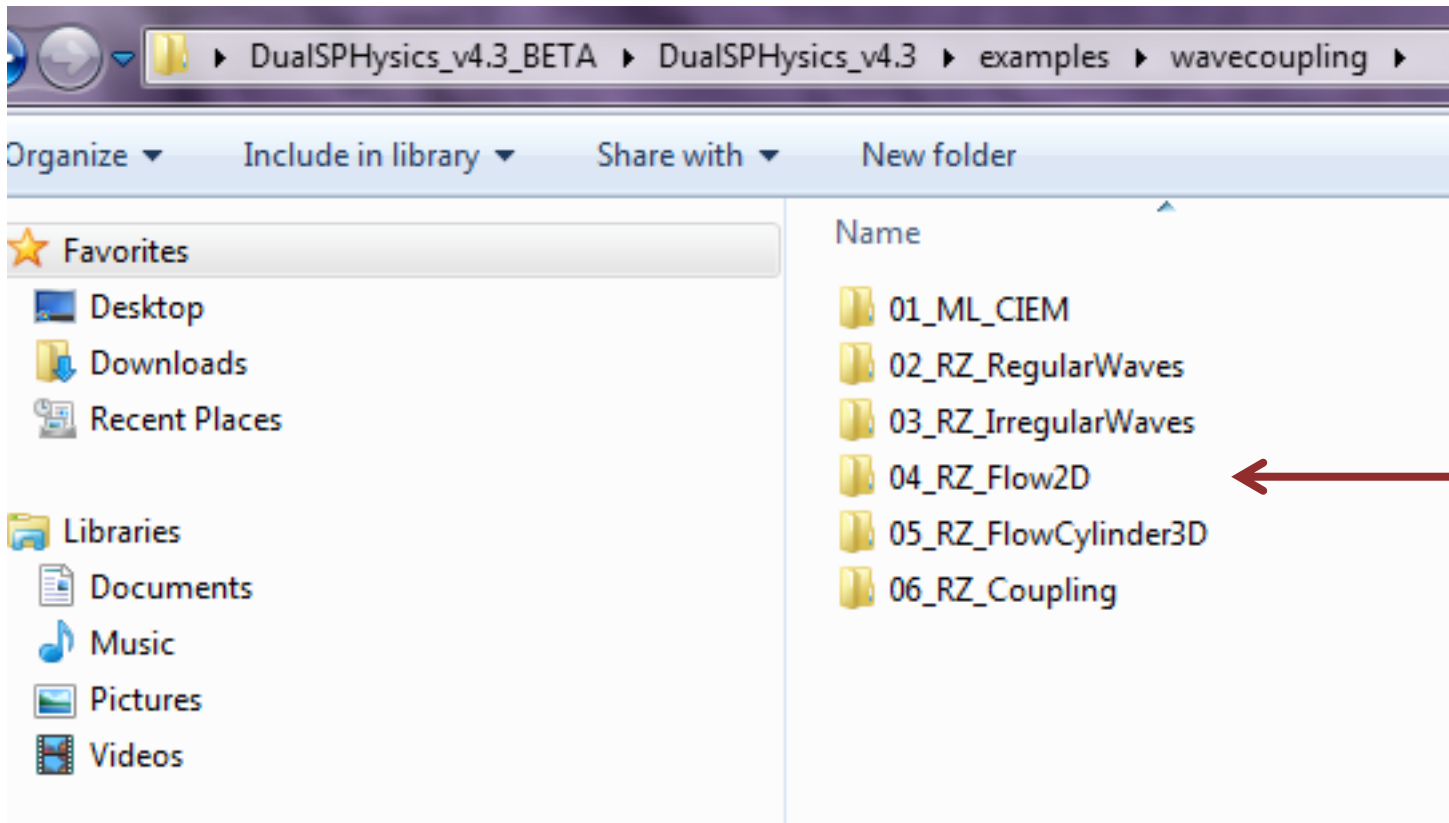 DualSPHysics_v4.3_BETA DualSPHysics_v4.3 examples wavecoupling
Organize Include in library Share with New folder
Favorites
Desktop
Downloads
Recent Places
Libraries
Documents
Music
Pictures
Videos
Name
01_ML_CIEM
02_RZ_RegularWaves
03_RZ_IrregularWaves
04_RZ_Flow2D
05_RZ_FlowCylinder3D
06_RZ_Coupling